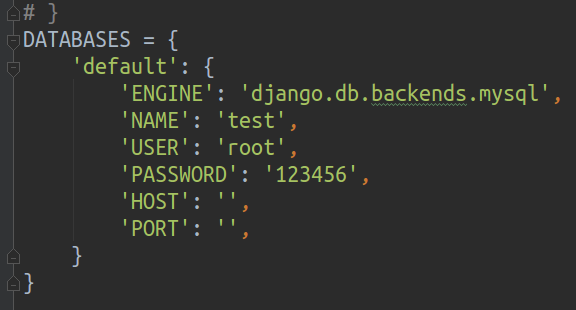 # }
DATABASES = {
    'default': {
        'ENGINE': 'django.db.backends.mysql',
        'NAME': 'test',
        'USER': 'root',
        'PASSWORD': '123456',
        'HOST': '',
        'PORT': '',
    }
}